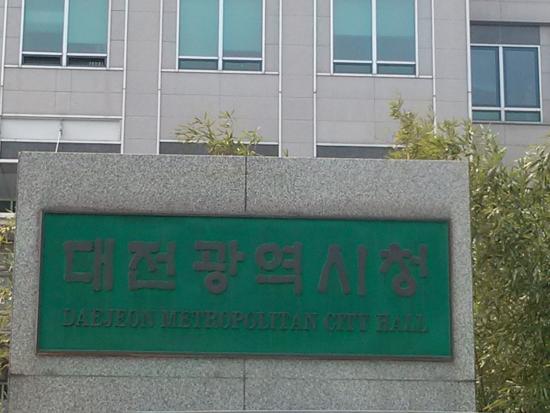 대전광역시청
DAEJEON METROPOLITAN CITY HALL